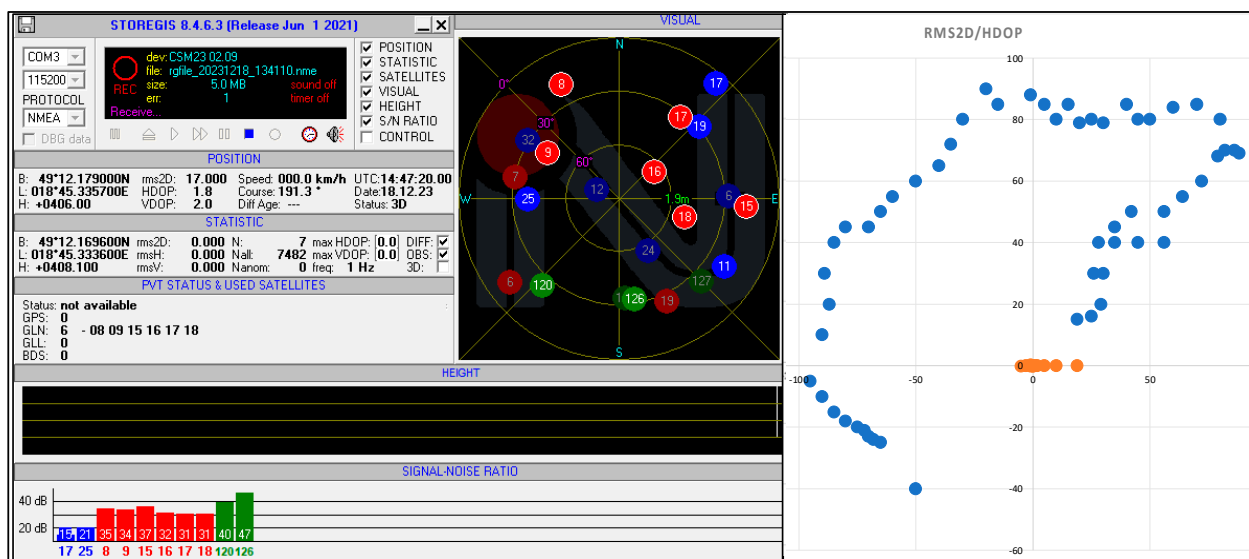 STOREGIS 8.4.6.3 (Release Jun 1 2021)
COM3
115200
PROTOCOL
NMEA
DBG data
REC
dev: CSM23 02.09
file: rgfile_20231218_134110.nme
size: 5.0 MB sound off
err: 1 timer off
Receive...
POSITION
STATISTIC
SATELLITES
VISUAL
HEIGHT
S/N RATIO
CONTROL
POSITION
B: 49°12.179000N rms2D: 17.000 Speed: 000.0 km/h UTC:14:47:20.00
L: 018°45.335700E HDOP: 1.8 Course: 191.3 ° Date:18.12.23
H: +0406.00 VDOP: 2.0 Diff Age: --- Status: 3D
STATISTIC
B: 49°12.169600N rms2D: 0.000 N: 7 max HDOP: [0.0] DIFF:
L: 018°45.333600E rmsH: 0.000 Nall: 7482 max VDOP: [0.0] OBS:
H: +0408.100 rmsV: 0.000 Nanom: 0 freq: 1 Hz 3D:
PVT STATUS & USED SATELLITES
Status: not available
GPS: 0
GLN: 6 - 08 09 15 16 17 18
GLL: 0
BDS: 0
VISUAL
N
0°
8
17
17
19
30°
32
9
60°
16
7
12
W
25
1.9m
6
15
E
18
24
11
6
120
127
126
19
S
HEIGHT
SIGNAL-NOISE RATIO
40 dB
20 dB
15 21 35 34 37 32 31 31 40 47
17 25 8 9 15 16 17 18 120 126
RMS2D/HDOP
100
80
60
40
20
0
-100 -50 0 50
-20
-40
-60